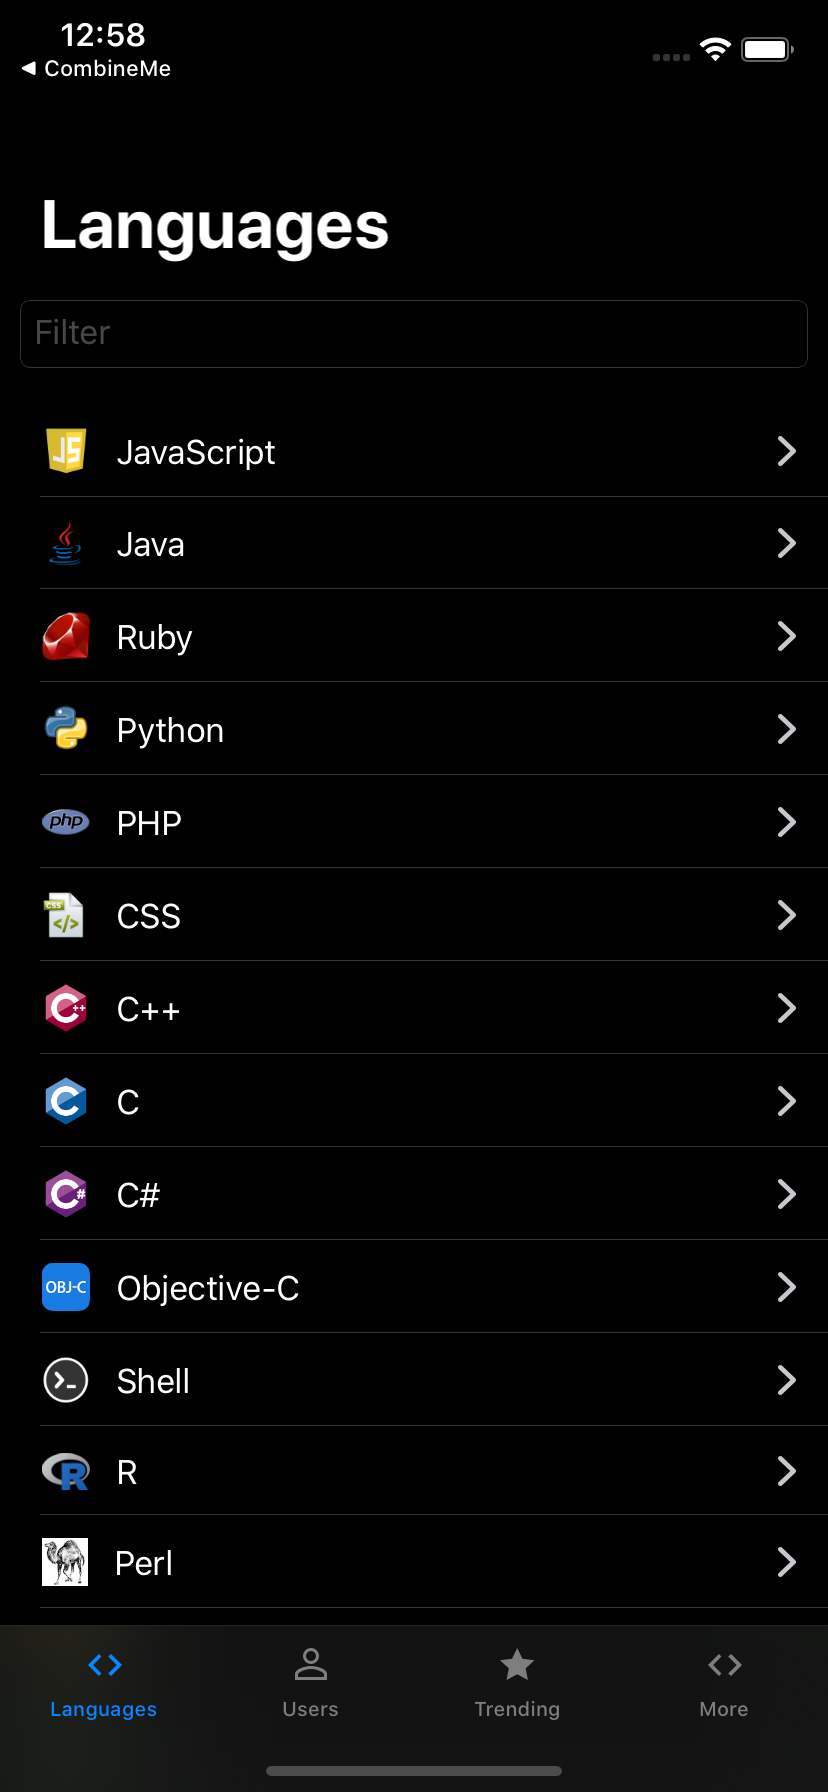 12:58
◀ CombineMe
Languages
Filter
JS JavaScript
Java
Ruby
Python
php PHP
CSS </> CSS
C++ C++
C C
C# C#
OBJ-C Objective-C
>_ Shell
R R
Perl
<> <>
Languages Users Trending More